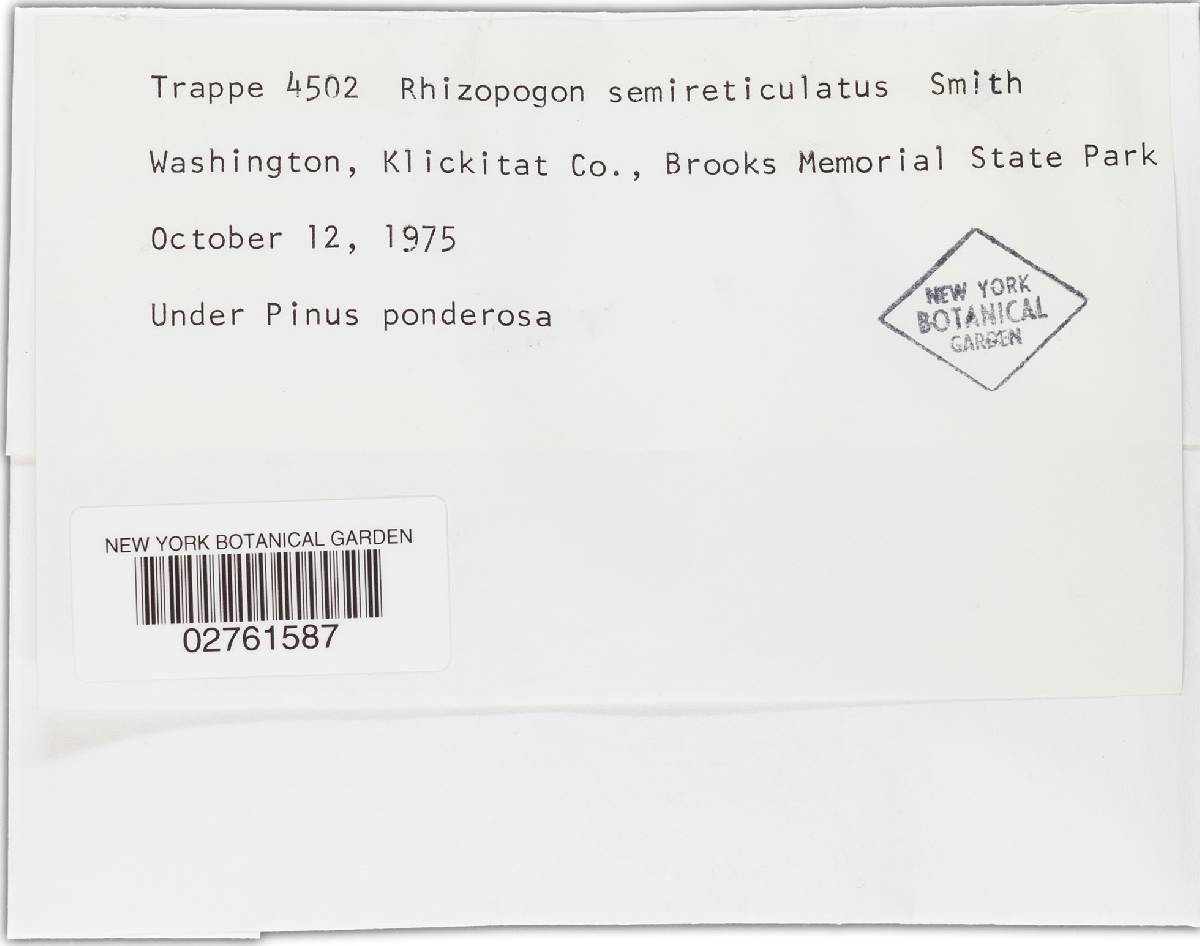 Trappe 4502 Rhizopogon semireticulatus Smith
Washington, Klickitat Co., Brooks Memorial State Park
October 12, 1975
Under Pinus ponderosa
NEW YORK
BOTANICAL
GARDEN
NEW YORK BOTANICAL GARDEN
02761587